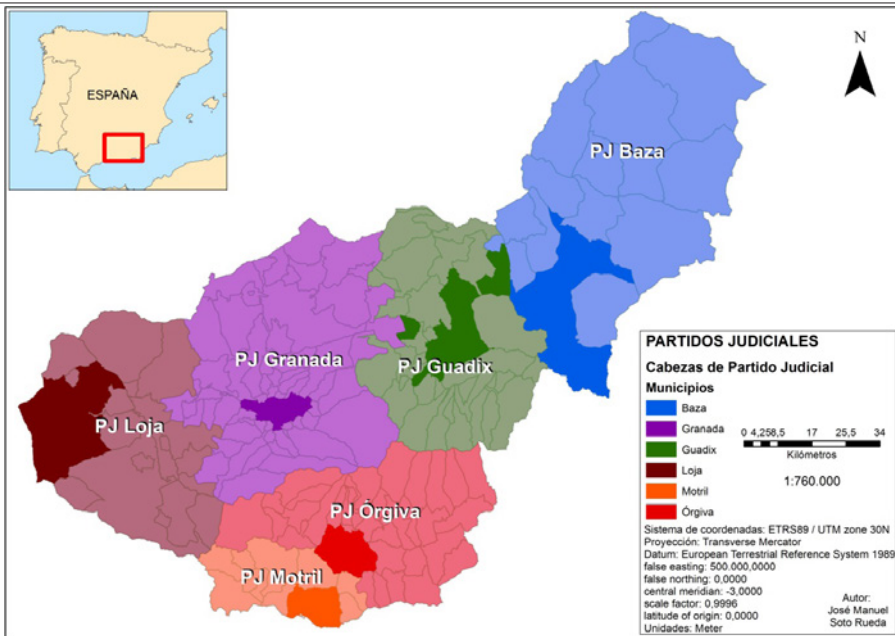 ESPAÑA
N
PJ Baza
PJ Granada
PJ Guadix
PJ Loja
PJ Órgiva
PJ Motril
PARTIDOS JUDICIALES
Cabezas de Partido Judicial
Municipios
Baza
Granada
Guadix
Loja
Motril
Órgiva
0 4,258,5 17 25,5 34
Kilómetros
1:760.000
Sistema de coordenadas: ETRS89 / UTM zone 30N
Proyección: Transverse Mercator
Datum: European Terrestrial Reference System 1989
false easting: 500.000,0000
false northing: 0,0000
central meridian: -3,0000
scale factor: 0,9996
latitude of origin: 0,0000
Unidades: Meter
Autor:
José Manuel
Soto Rueda